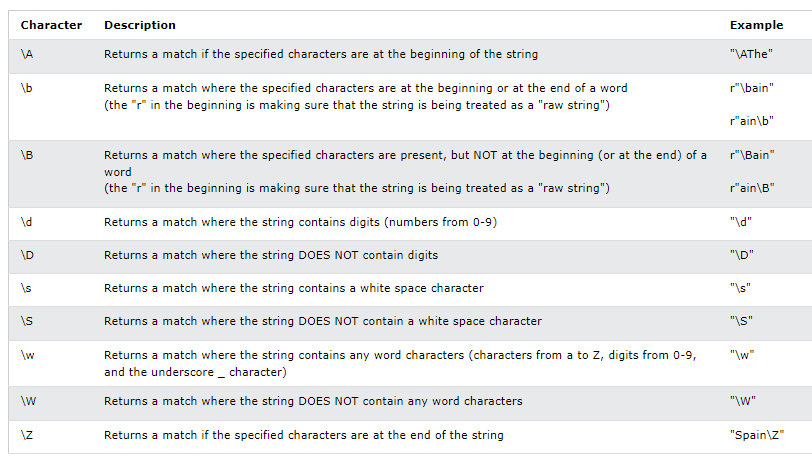 Character Description Example
\A Returns a match if the specified characters are at the beginning of the string "\AThe"
\b Returns a match where the specified characters are at the beginning or at the end of a word r"\bain"
(the "r" in the beginning is making sure that the string is being treated as a "raw string")
r"ain\b"
\B Returns a match where the specified characters are present, but NOT at the beginning (or at the end) of a r"\Bain"
word
(the "r" in the beginning is making sure that the string is being treated as a "raw string") r"ain\B"
\d Returns a match where the string contains digits (numbers from 0-9) "\d"
\D Returns a match where the string DOES NOT contain digits "\D"
\s Returns a match where the string contains a white space character "\s"
\S Returns a match where the string DOES NOT contain a white space character "\S"
\w Returns a match where the string contains any word characters (characters from a to Z, digits from 0-9, "\w"
and the underscore _ character)
\W Returns a match where the string DOES NOT contain any word characters "\W"
\Z Returns a match if the specified characters are at the end of the string "Spain\Z"